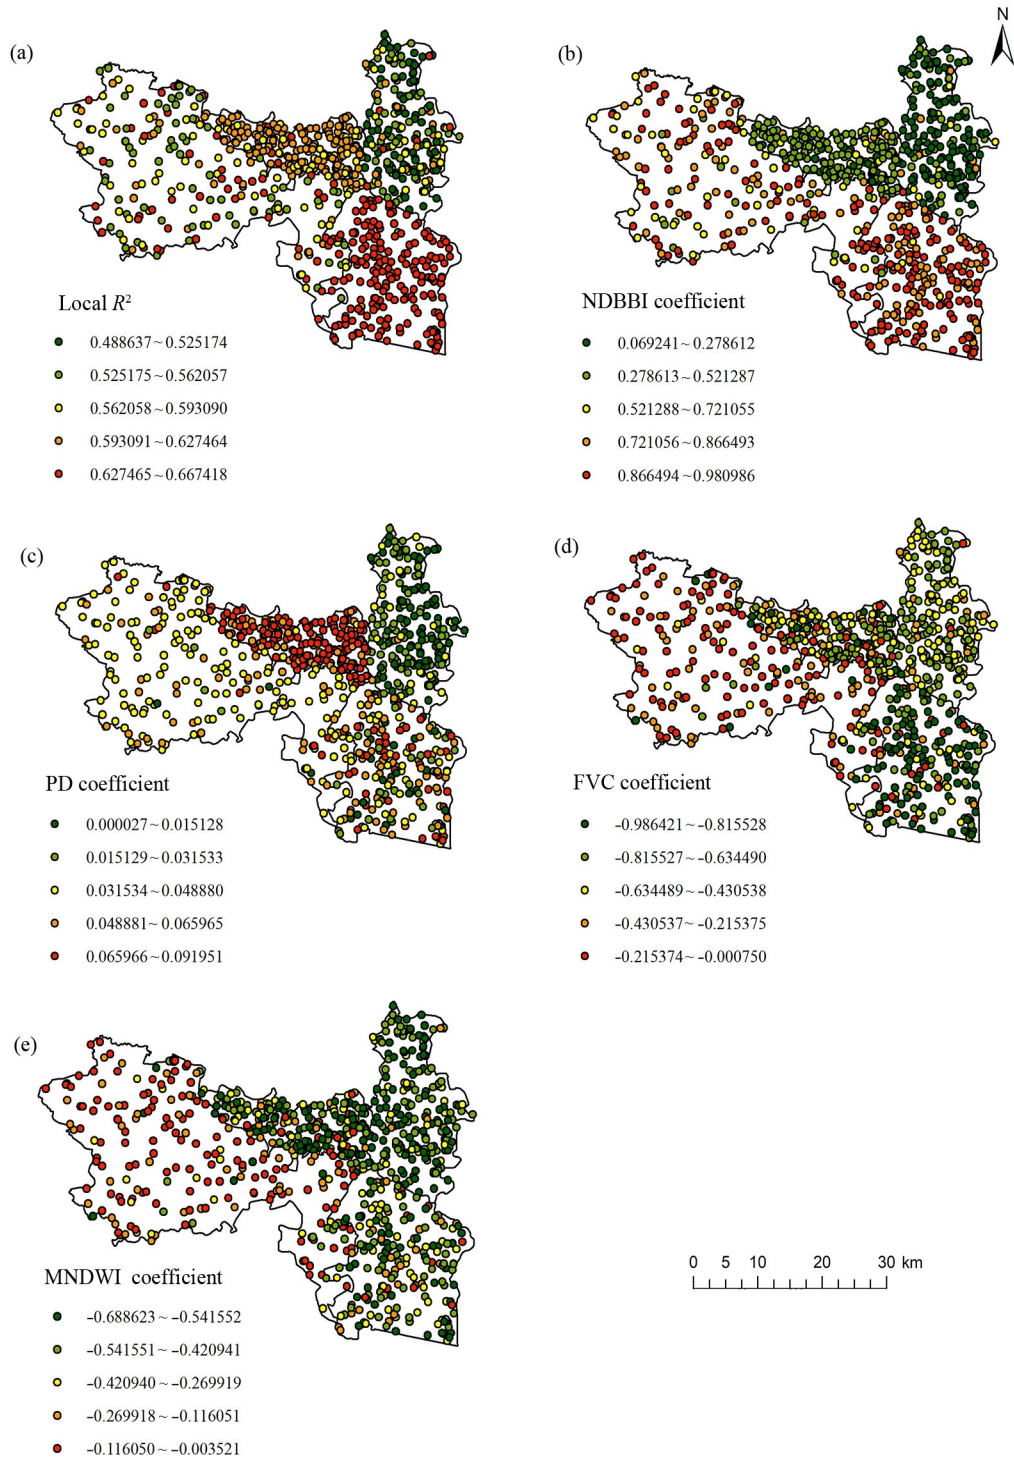 N
(a)
(b)
Local R²
0.488637~0.525174
0.525175~0.562057
0.562058~0.593090
0.593091~0.627464
0.627465~0.667418
NDBBI coefficient
0.069241~0.278612
0.278613~0.521287
0.521288~0.721055
0.721056~0.866493
0.866494~0.980986
(c)
(d)
PD coefficient
0.000027~0.015128
0.015129~0.031533
0.031534~0.048880
0.048881~0.065965
0.065966~0.091951
FVC coefficient
−0.986421~−0.815528
−0.815527~−0.634490
−0.634489~−0.430538
−0.430537~−0.215375
−0.215374~−0.000750
(e)
MNDWI coefficient
−0.688623~−0.541552
−0.541551~−0.420941
−0.420940~−0.269919
−0.269918~−0.116051
−0.116050~−0.003521
0 5 10 20 30 km